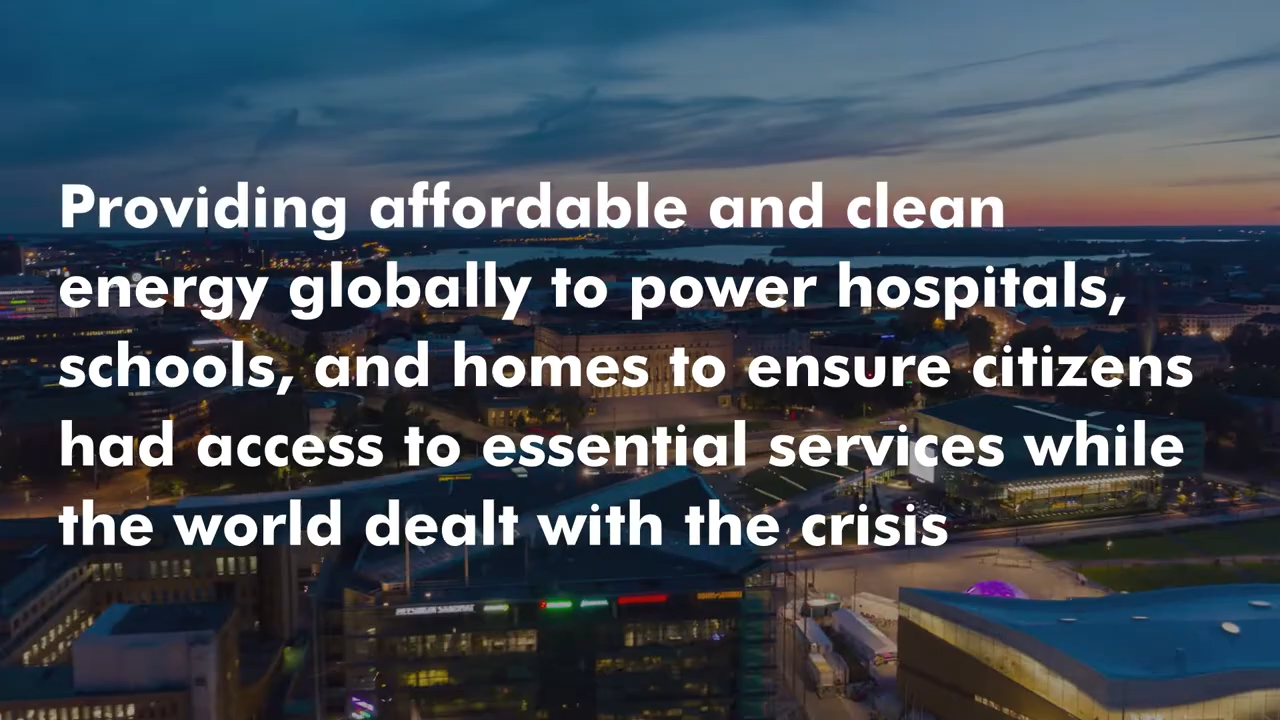 Providing affordable and clean
energy globally to power hospitals,
schools, and homes to ensure citizens
had access to essential services while
the world dealt with the crisis